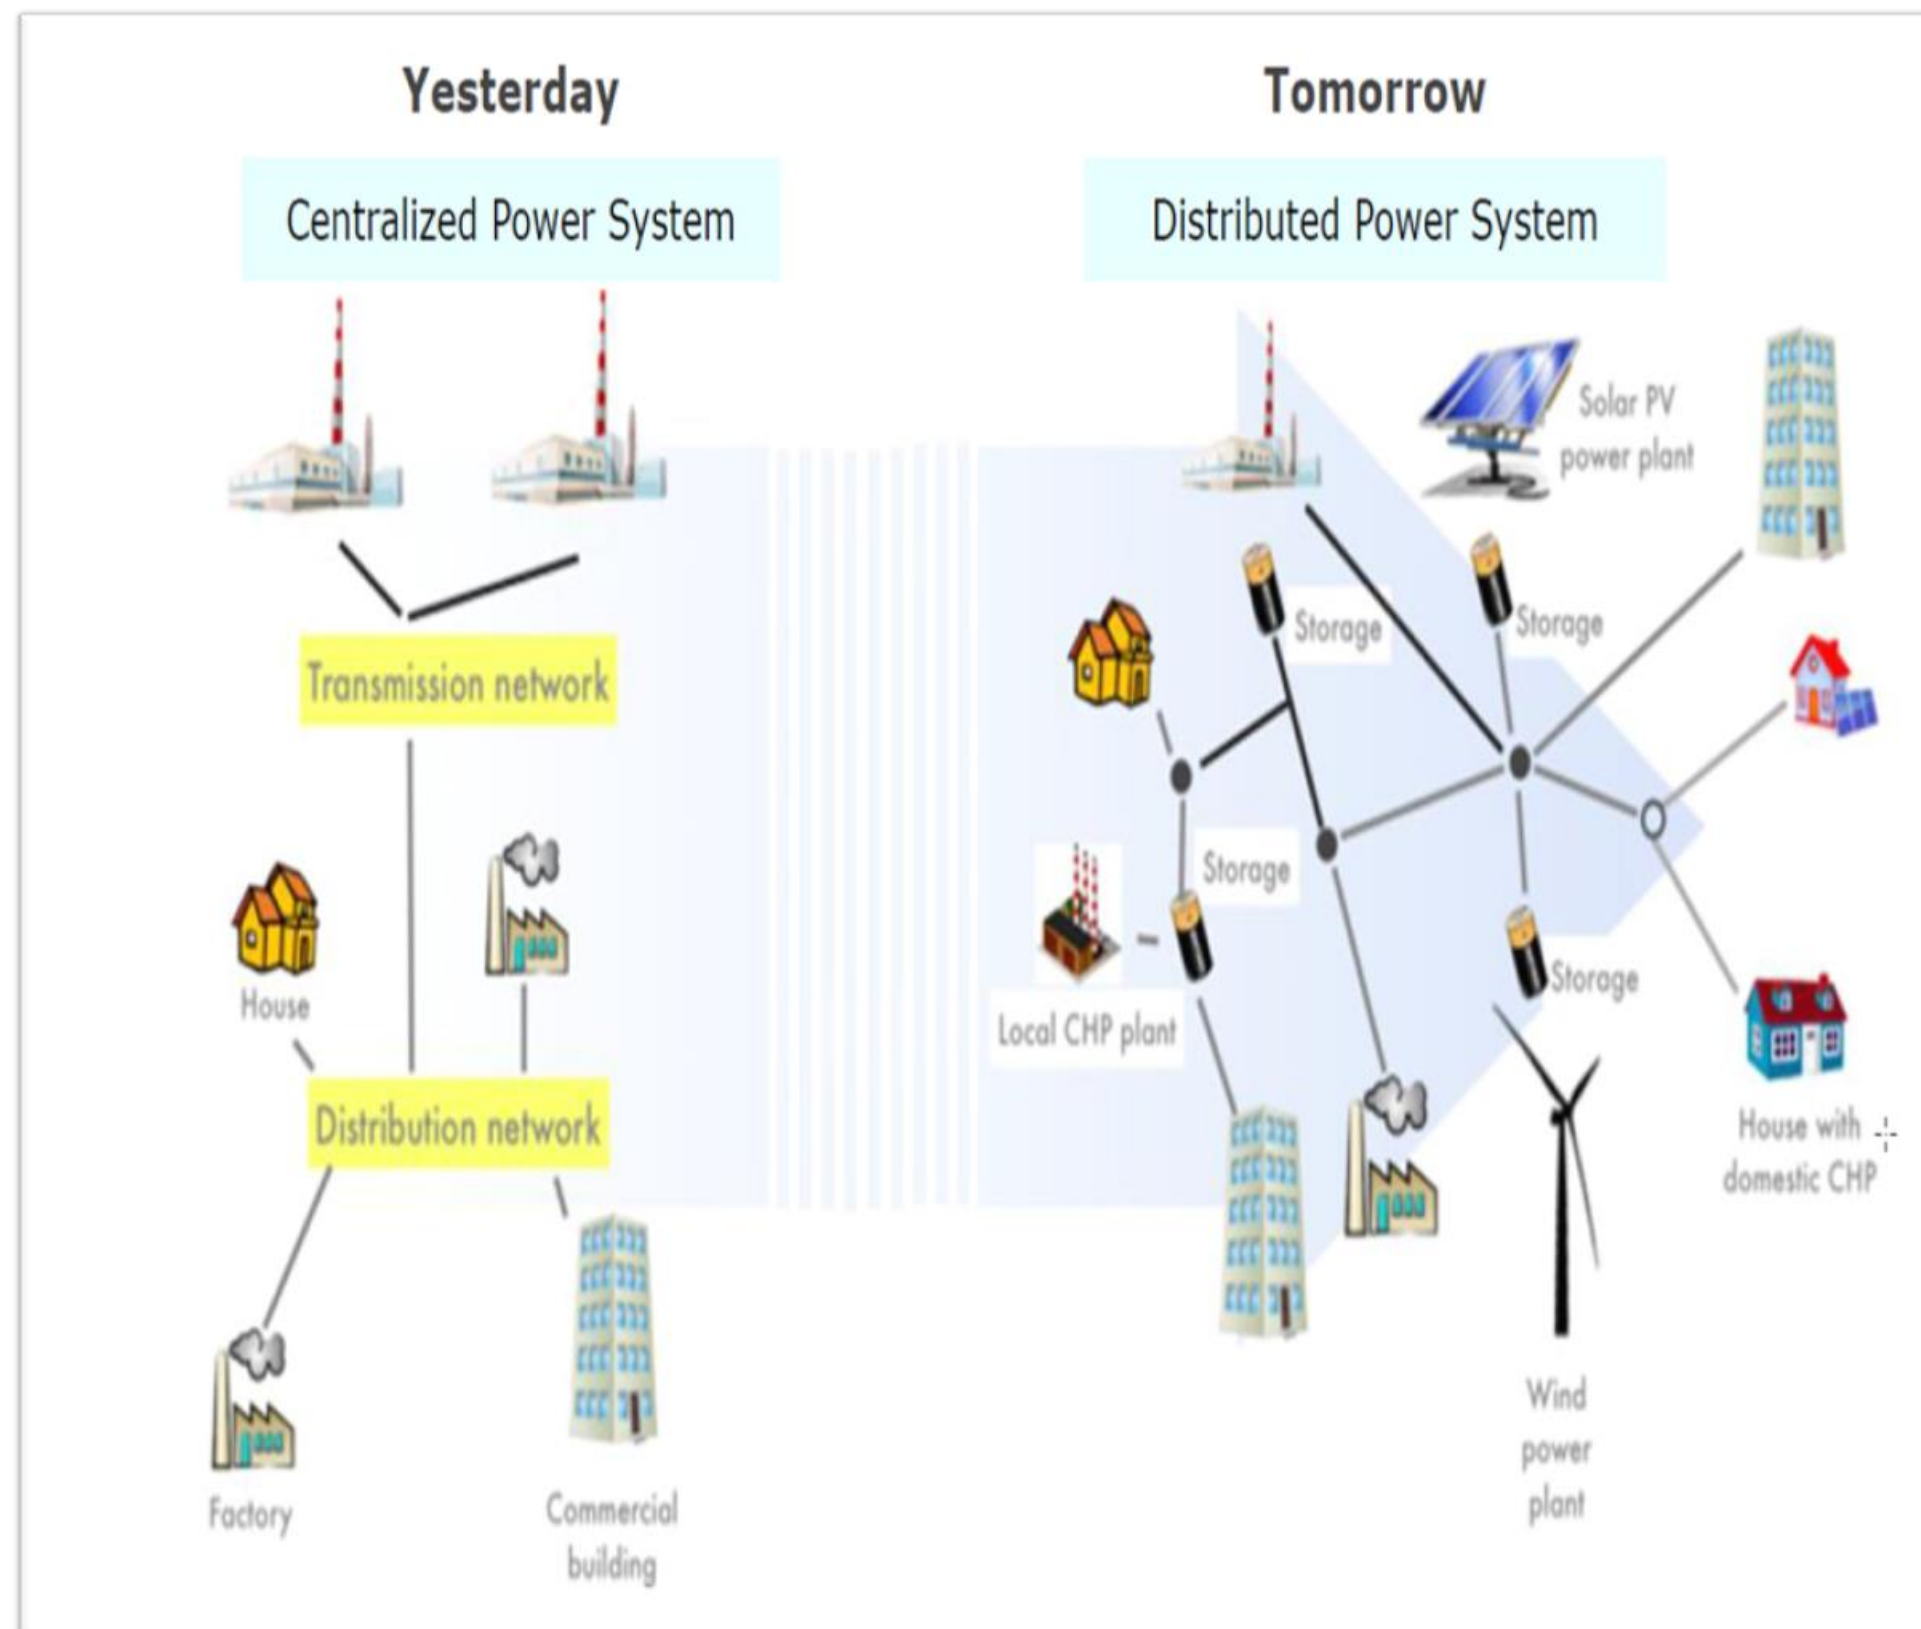 Yesterday
Centralized Power System
Transmission network
House
Distribution network
Factory
Commercial
building
Tomorrow
Distributed Power System
Solar PV
power plant
Storage
Storage
Storage
Local CHP plant
Storage
House with
domestic CHP
Wind
power
plant